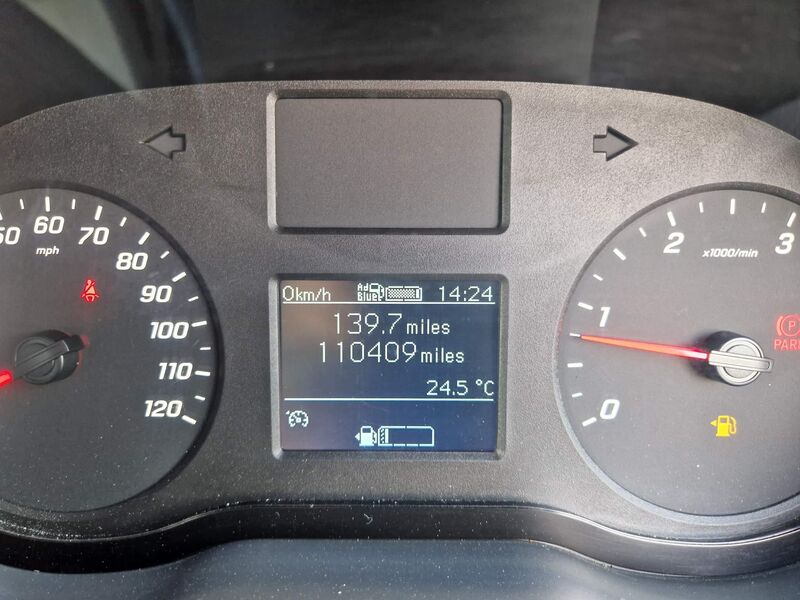 50 60 70 80 90 100 110 120
mph
0km/h Ad Blue 14:24
139.7 miles
110409 miles
24.5 °C
0 1 2 3
x1000/min
P